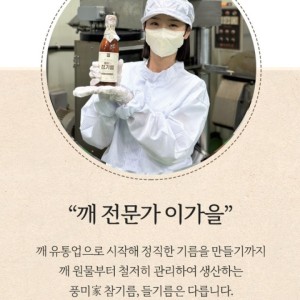 참기름
“깨 전문가 이가을”
깨 유통업으로 시작해 정직한 기름을 만들기까지
깨 원물부터 철저히 관리하여 생산하는
풍미家 참기름, 들기름은 다릅니다.